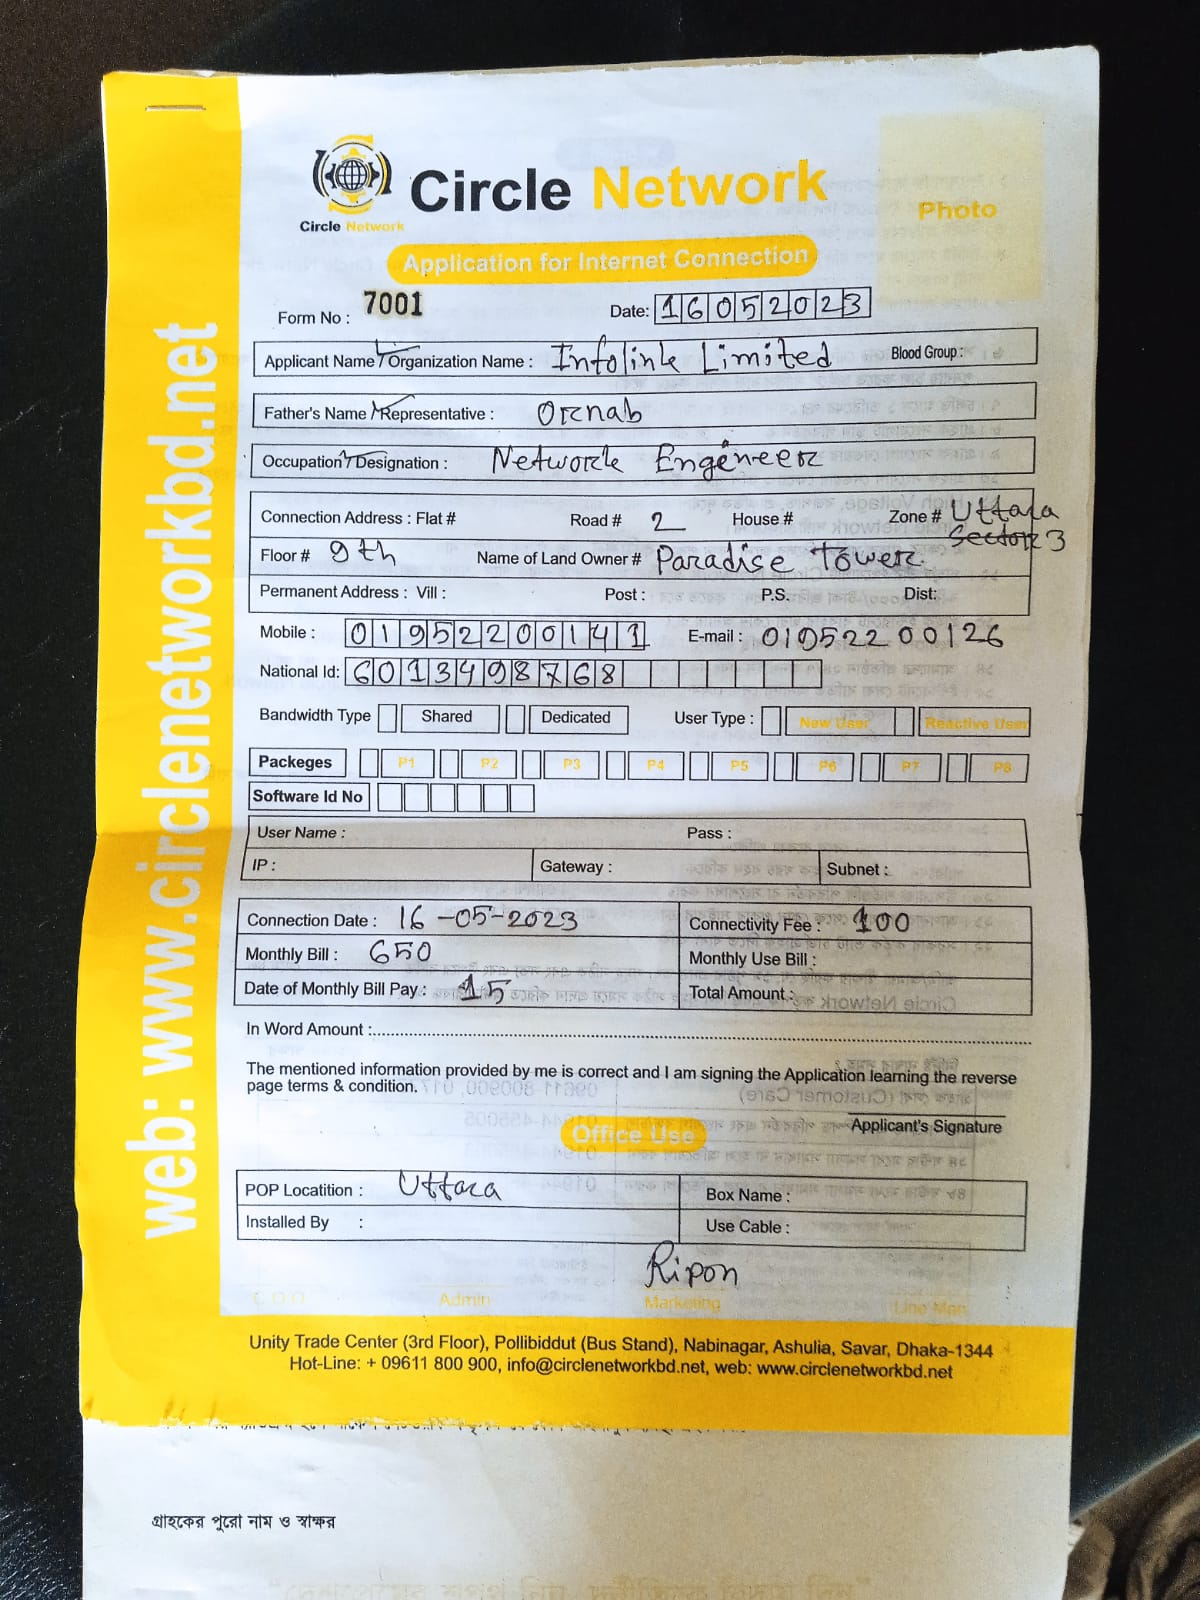 Circle Network
Circle Network
Photo
Application for Internet Connection
Form No : 7001 Date: 16052023
Applicant Name / Organization Name : Infolink Limited Blood Group :
Father's Name / Representative : Orcnab
Occupation / Designation : Network Engineer
Connection Address : Flat # Road # 2 House # Zone # Uttara
Sector 3
Floor # 9th Name of Land Owner # Paradise Tower.
Permanent Address : Vill : Post : P.S. Dist:
Mobile : 01952200141 E-mail : 01952200126
National Id: 6013498768
Bandwidth Type Shared Dedicated User Type : New User Reactive User
Packeges P1 P2 P3 P4 P5 P6 P7 P8
Software Id No
User Name : Pass :
IP : Gateway : Subnet :
Connection Date : 16-05-2023 Connectivity Fee : 100
Monthly Bill : 650 Monthly Use Bill :
Date of Monthly Bill Pay : 15 Total Amount :
In Word Amount :
The mentioned information provided by me is correct and I am signing the Application learning the reverse
page terms & condition.
Applicant's Signature
Office Use
POP Locatition : Uttara Box Name :
Installed By : Use Cable :
Ripon
C.O.O Admin Marketing Line Man
Unity Trade Center (3rd Floor), Pollibiddut (Bus Stand), Nabinagar, Ashulia, Savar, Dhaka-1344
Hot-Line: + 09611 800 900, info@circlenetworkbd.net, web: www.circlenetworkbd.net
গ্রাহকের পুরো নাম ও স্বাক্ষর
web: www.circlenetworkbd.net